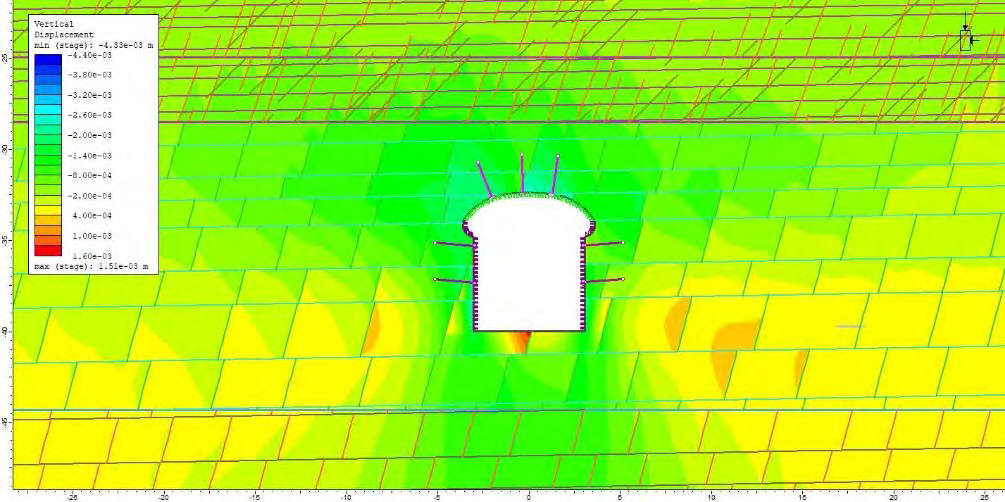 Vertical
Displacement
min (stage): -4.33e-03 m
-4.40e-03
-3.80e-03
-3.20e-03
-2.60e-03
-2.00e-03
-1.40e-03
-8.00e-04
-2.00e-04
4.00e-04
1.00e-03
1.60e-03
max (stage): 1.51e-03 m
-25
-30
-35
-40
-45
-25
-20
-15
-10
-5
0
5
10
15
20
25